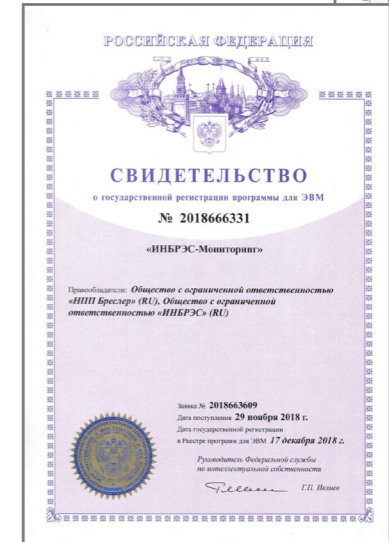 РОССИЙСКАЯ ФЕДЕРАЦИЯ
СВИДЕТЕЛЬСТВО
о государственной регистрации программы для ЭВМ
№ 2018666331
«ИНБРЭС-Мониторинг»
Правообладатели: Общество с ограниченной ответственностью
«НПП Бреслер» (RU), Общество с ограниченной
ответственностью «ИНБРЭС» (RU)
Заявка № 2018663609
Дата поступления 29 ноября 2018 г.
Дата государственной регистрации
в Реестре программ для ЭВМ 17 декабря 2018 г.
Руководитель Федеральной службы
по интеллектуальной собственности
Г.П. Ивлиев